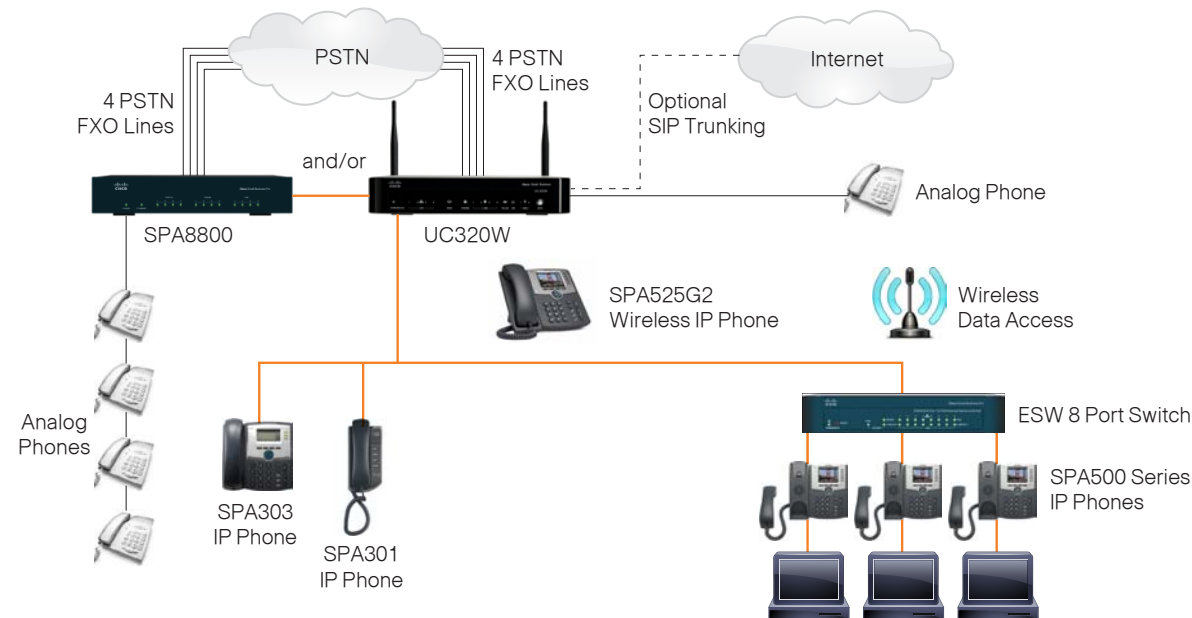 PSTN
Internet
4 PSTN
FXO Lines
4 PSTN
FXO Lines
Optional
SIP Trunking
and/or
SPA8800
UC320W
Analog Phone
SPA525G2
Wireless IP Phone
Wireless
Data Access
Analog
Phones
ESW 8 Port Switch
SPA303
IP Phone
SPA301
IP Phone
SPA500 Series
IP Phones